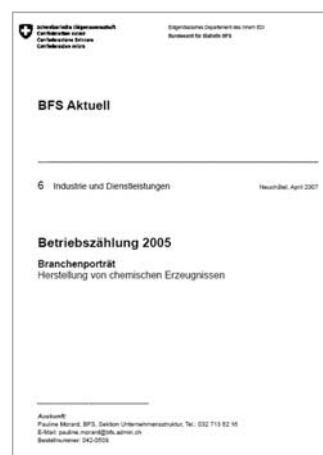 Schweizerische Eidgenossenschaft
Confédération suisse
Confederazione Svizzera
Confederaziun svizra
Eidgenössisches Departement des Innern EDI
Bundesamt für Statistik BFS
BFS Aktuell
6 Industrie und Dienstleistungen
Neuchâtel, April 2007
Betriebszählung 2005
Branchenporträt
Herstellung von chemischen Erzeugnissen
Auskunft:
Pauline Morard, BFS, Sektion Unternehmensstruktur, Tel.: 032 713 62 16
E-Mail: pauline.morard@bfs.admin.ch
Bestellnummer: 042-0509